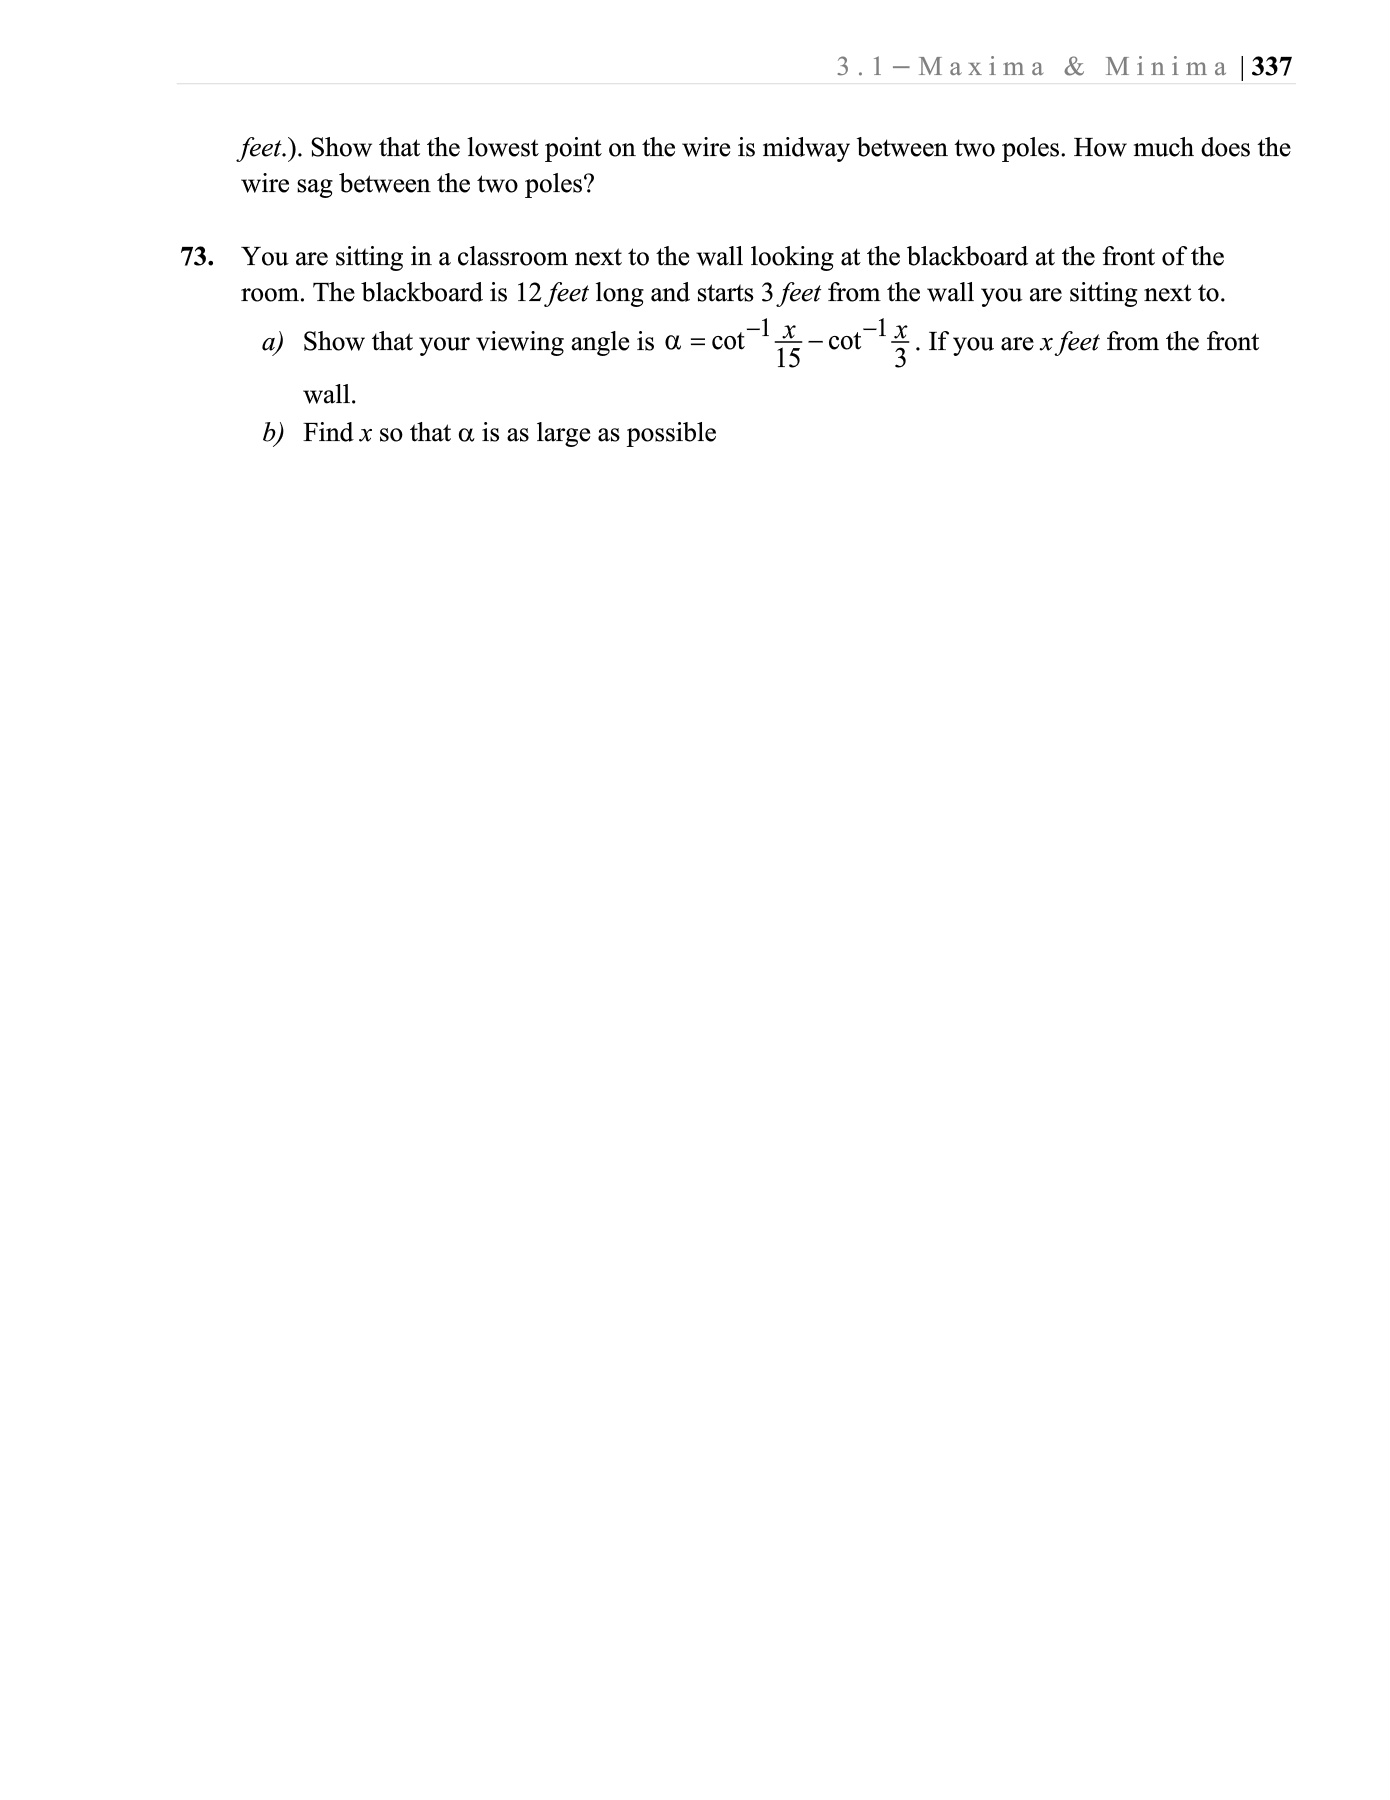 3.1 – Maxima & Minima | 337
feet.). Show that the lowest point on the wire is midway between two poles. How much does the
wire sag between the two poles?
73. You are sitting in a classroom next to the wall looking at the blackboard at the front of the
room. The blackboard is 12 feet long and starts 3 feet from the wall you are sitting next to.
a) Show that your viewing angle is α = cot⁻¹ x/15 – cot⁻¹ x/3 . If you are x feet from the front
wall.
b) Find x so that α is as large as possible